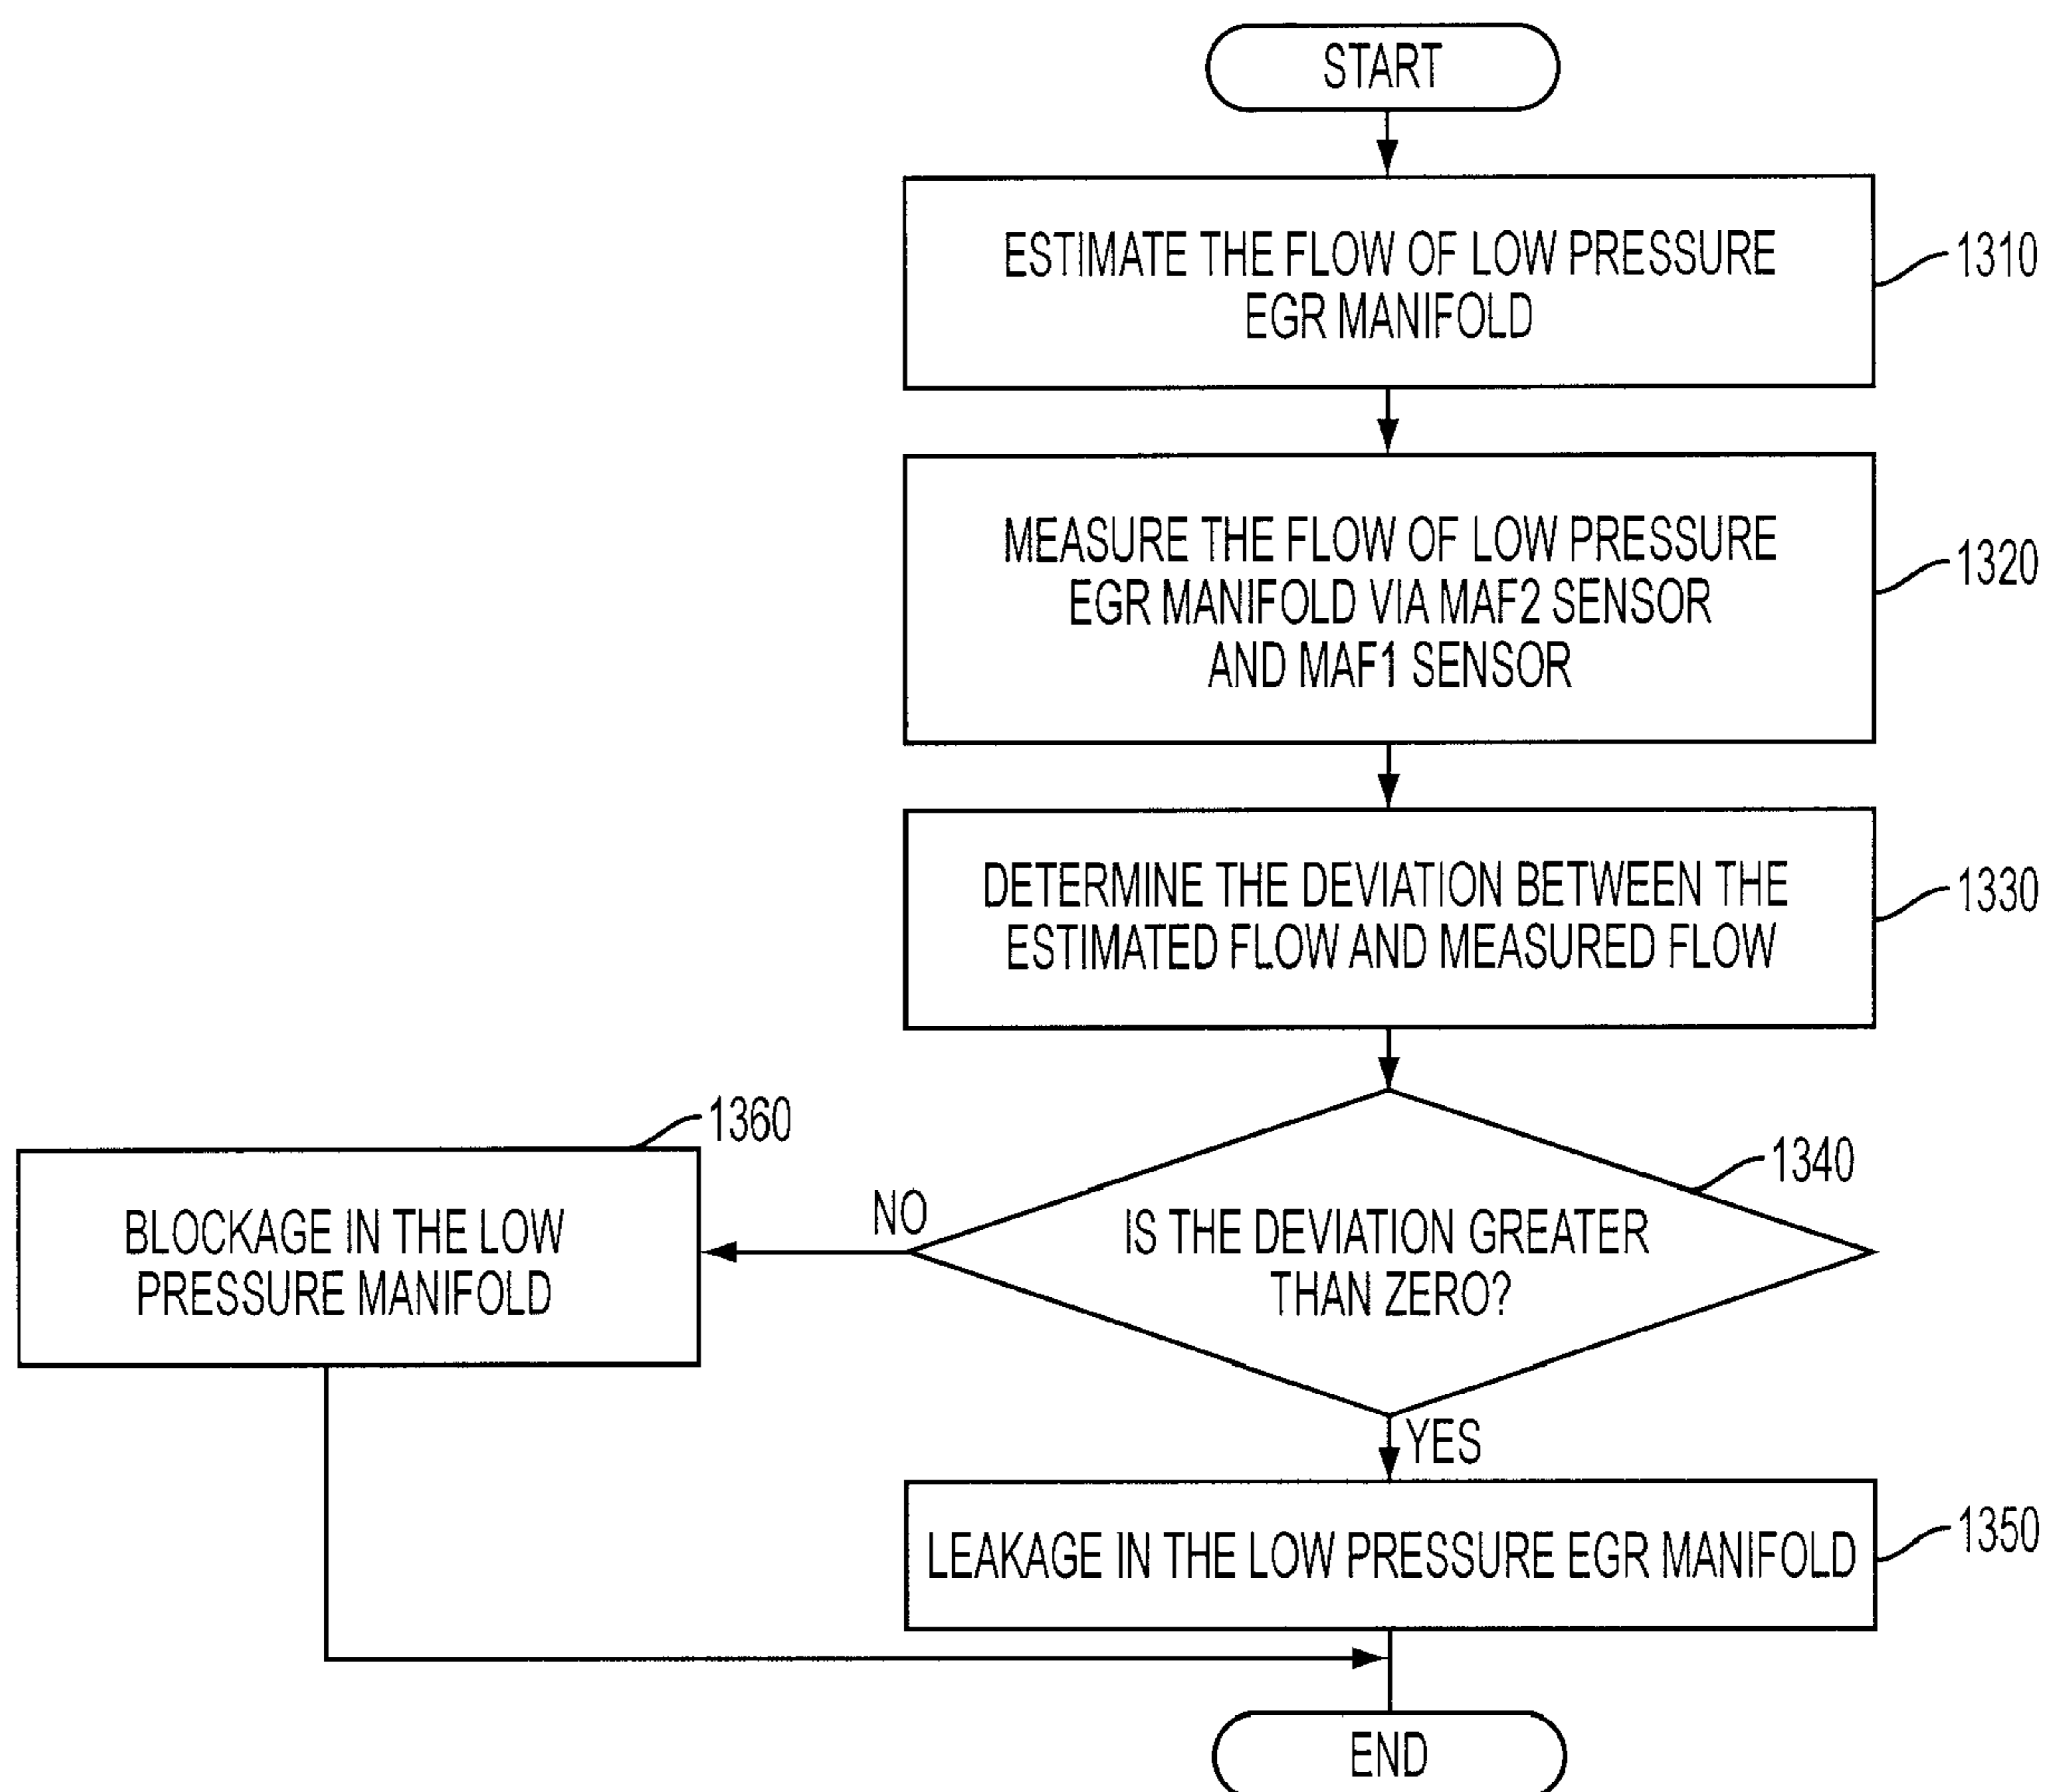 START
ESTIMATE THE FLOW OF LOW PRESSURE
EGR MANIFOLD
1310
MEASURE THE FLOW OF LOW PRESSURE
EGR MANIFOLD VIA MAF2 SENSOR
AND MAF1 SENSOR
1320
DETERMINE THE DEVIATION BETWEEN THE
ESTIMATED FLOW AND MEASURED FLOW
1330
IS THE DEVIATION GREATER
THAN ZERO?
1340
NO
BLOCKAGE IN THE LOW
PRESSURE MANIFOLD
1360
YES
LEAKAGE IN THE LOW PRESSURE EGR MANIFOLD
1350
END